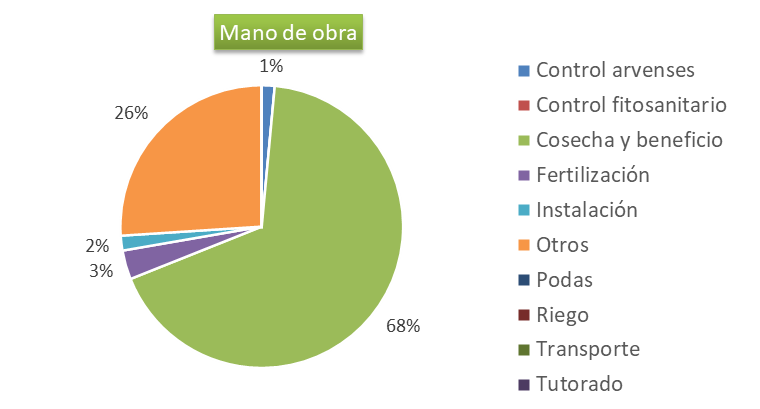 Mano de obra
1%
26%
2%
3%
68%
Control arvenses
Control fitosanitario
Cosecha y beneficio
Fertilización
Instalación
Otros
Podas
Riego
Transporte
Tutorado